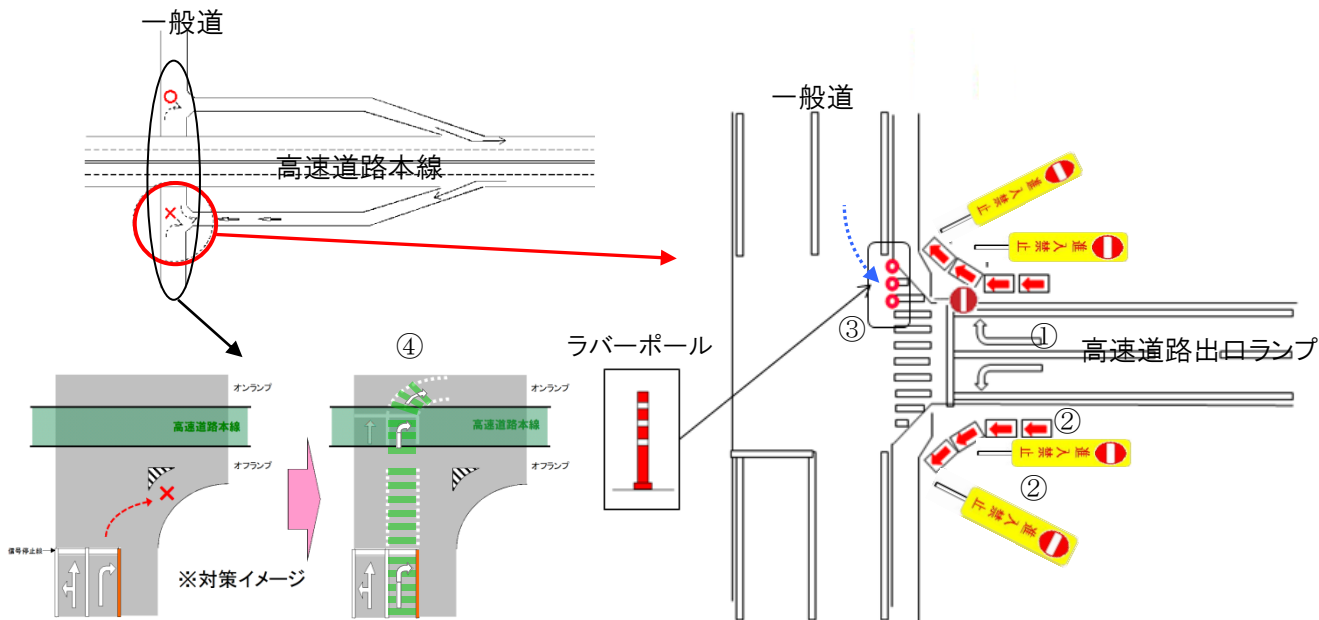 一般道
高速道路本線
一般道
進入禁止
進入禁止
③
①
高速道路出口ランプ
②
進入禁止
②
進入禁止
ラバーポール
④
オンランプ
高速道路本線
オフランプ
信号停止線
※対策イメージ
オンランプ
高速道路本線
オフランプ